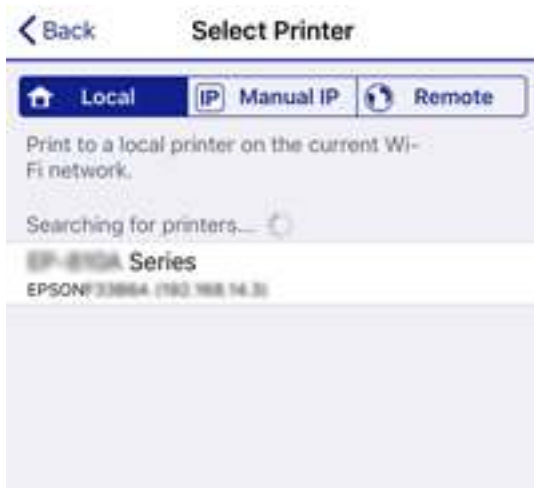 Back Select Printer
Local IP Manual IP Remote
Print to a local printer on the current Wi-
Fi network.
Searching for printers...
Series
EPSON